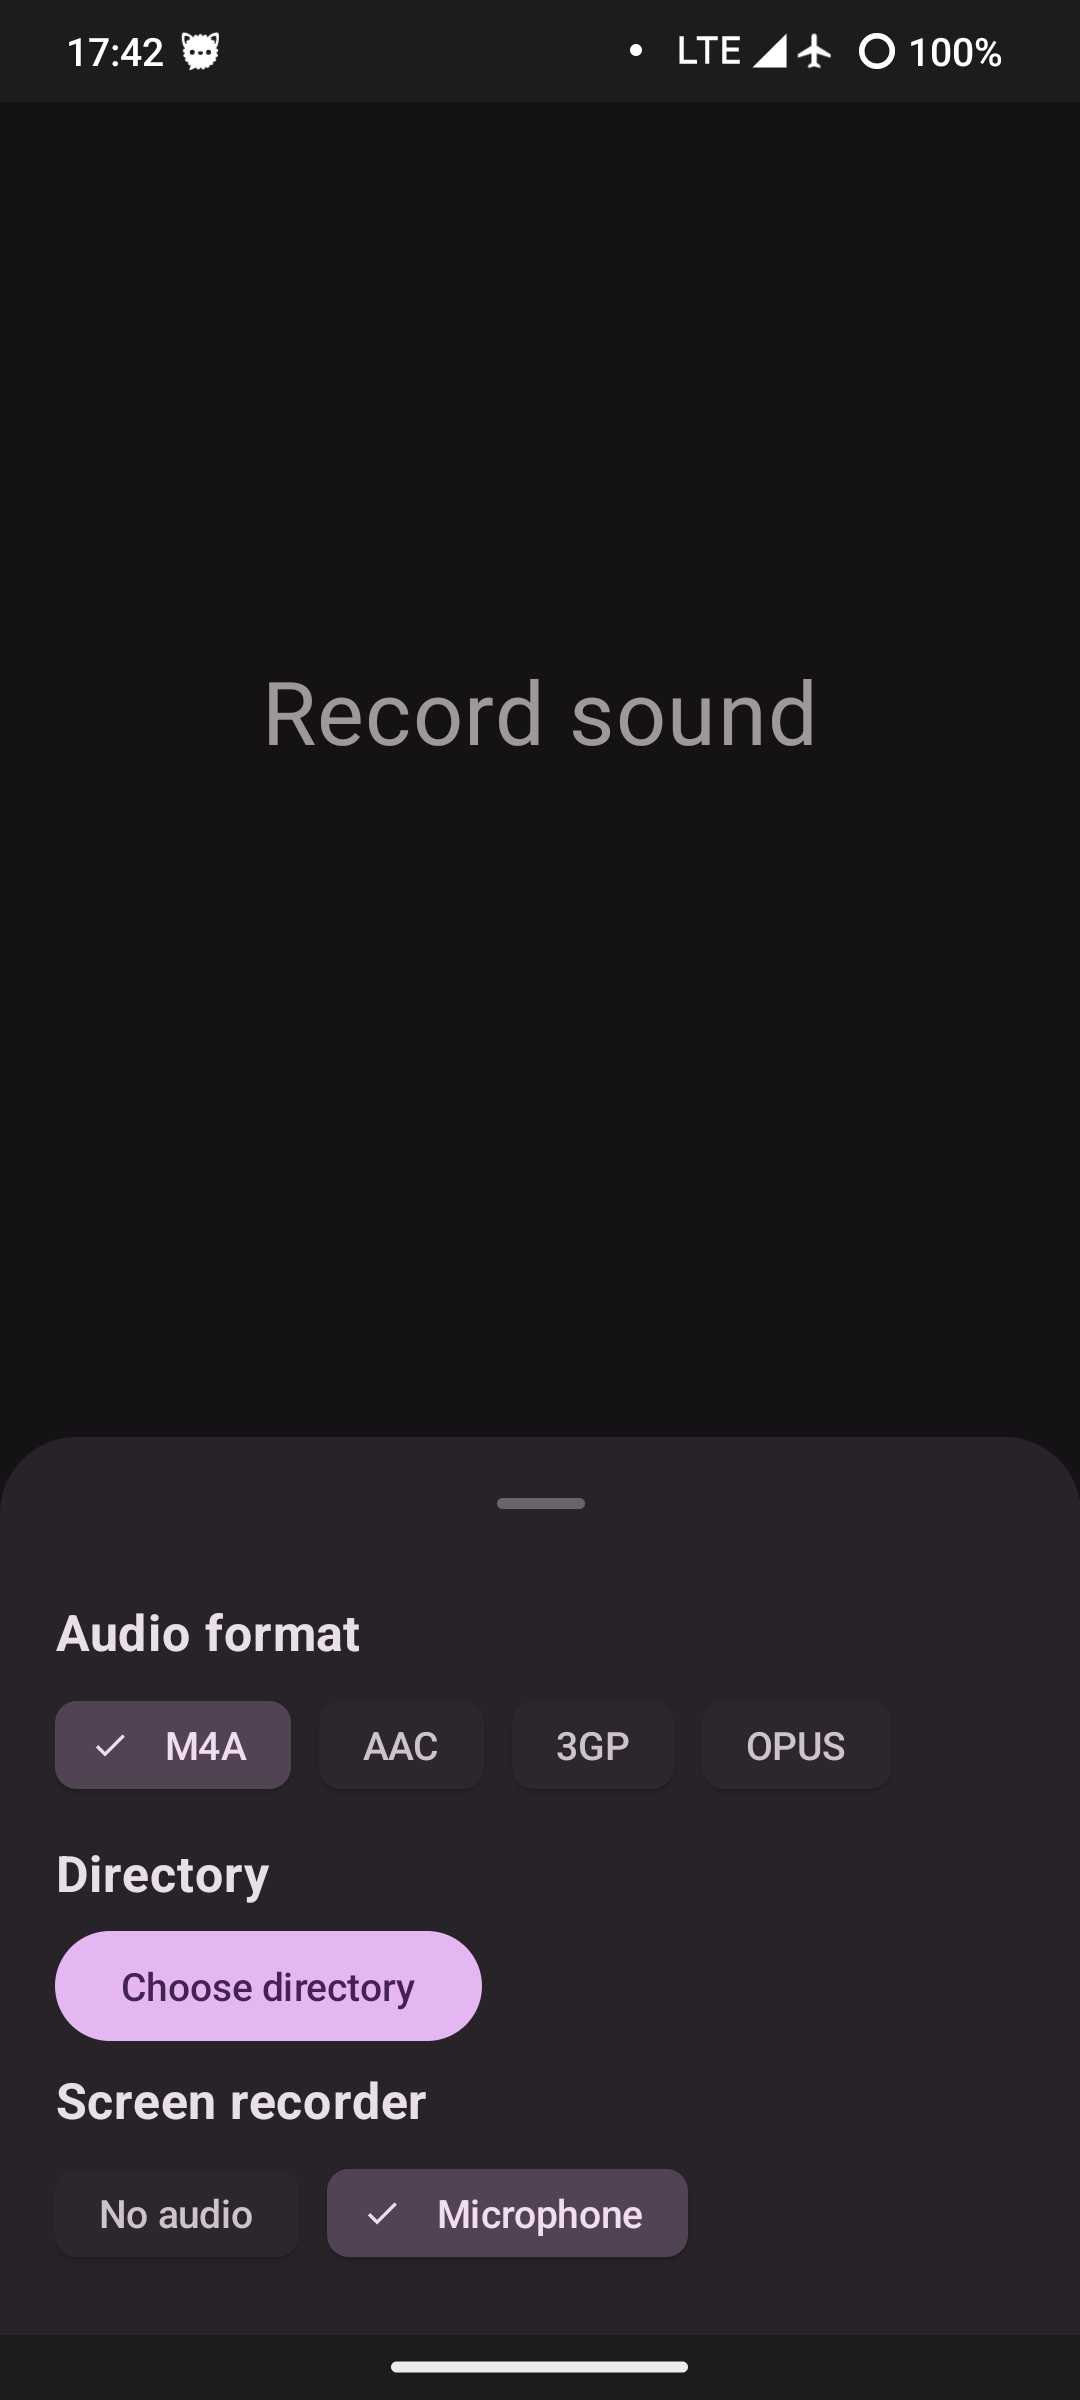 17:42 LTE 100%
Record sound
Audio format
M4A AAC 3GP OPUS
Directory
Choose directory
Screen recorder
No audio Microphone